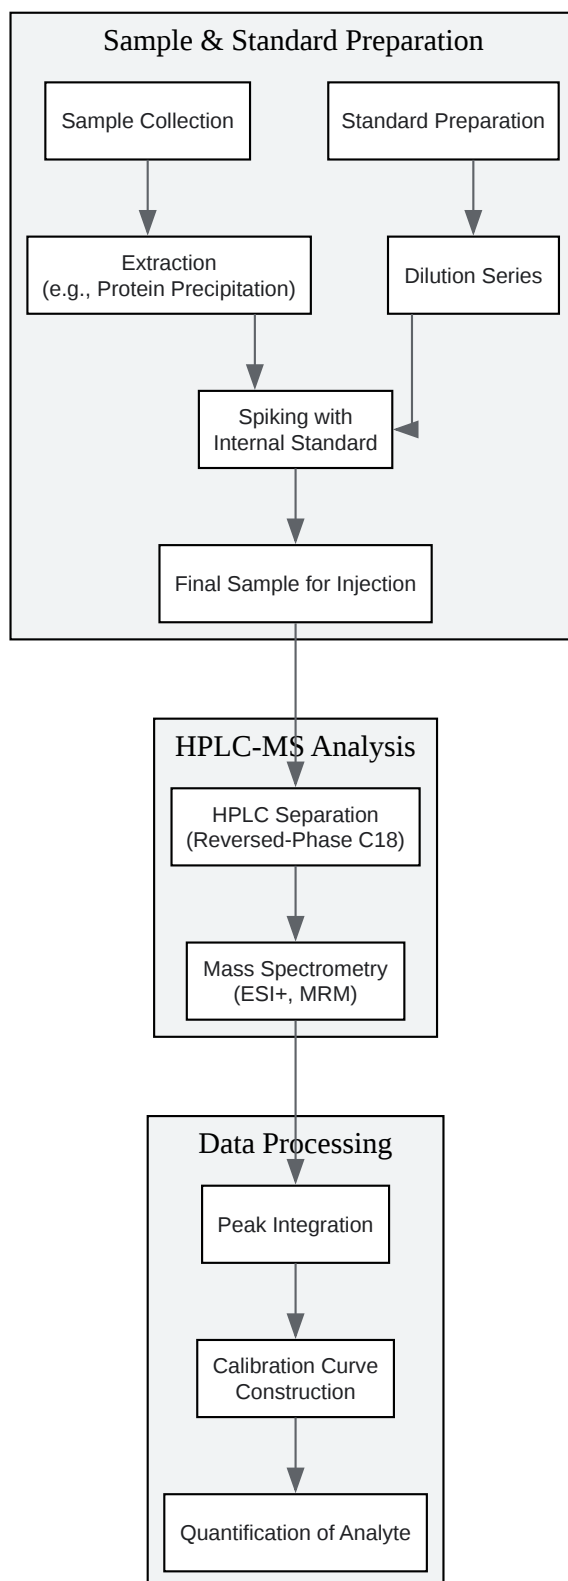 Sample & Standard Preparation
Sample Collection
Standard Preparation
Extraction
(e.g., Protein Precipitation)
Dilution Series
Spiking with
Internal Standard
Final Sample for Injection
HPLC-MS Analysis
HPLC Separation
(Reversed-Phase C18)
Mass Spectrometry
(ESI+, MRM)
Data Processing
Peak Integration
Calibration Curve
Construction
Quantification of Analyte